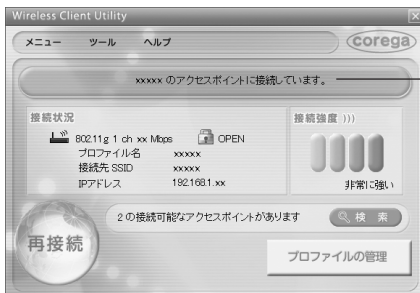 Wireless Client Utility
メニュー ツール ヘルプ corega
xxxxx のアクセスポイントに接続しています。
接続状況
802.11g 1 ch xx Mbps OPEN
プロファイル名 xxxxx
接続先 SSID xxxxx
IPアドレス 192.168.1.xx
接続強度 )))
非常に強い
2 の接続可能なアクセスポイントがあります 検 索
再接続
プロファイルの管理